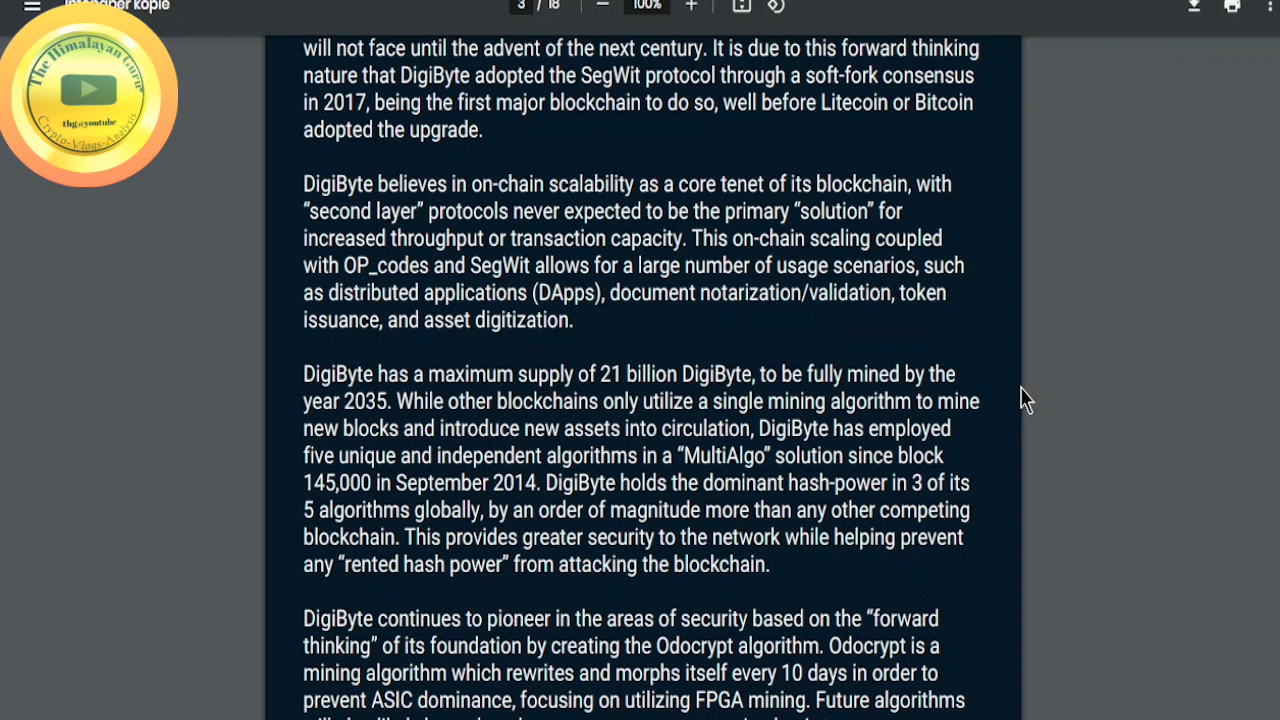 Infopaper kopie
3 / 18
100%
The Himalayan Guru
thg@youtube
Crypto-Vlogs-Analysis
will not face until the advent of the next century. It is due to this forward thinking
nature that DigiByte adopted the SegWit protocol through a soft-fork consensus
in 2017, being the first major blockchain to do so, well before Litecoin or Bitcoin
adopted the upgrade.
DigiByte believes in on-chain scalability as a core tenet of its blockchain, with
“second layer” protocols never expected to be the primary “solution” for
increased throughput or transaction capacity. This on-chain scaling coupled
with OP_codes and SegWit allows for a large number of usage scenarios, such
as distributed applications (DApps), document notarization/validation, token
issuance, and asset digitization.
DigiByte has a maximum supply of 21 billion DigiByte, to be fully mined by the
year 2035. While other blockchains only utilize a single mining algorithm to mine
new blocks and introduce new assets into circulation, DigiByte has employed
five unique and independent algorithms in a “MultiAlgo” solution since block
145,000 in September 2014. DigiByte holds the dominant hash-power in 3 of its
5 algorithms globally, by an order of magnitude more than any other competing
blockchain. This provides greater security to the network while helping prevent
any “rented hash power” from attacking the blockchain.
DigiByte continues to pioneer in the areas of security based on the “forward
thinking” of its foundation by creating the Odocrypt algorithm. Odocrypt is a
mining algorithm which rewrites and morphs itself every 10 days in order to
prevent ASIC dominance, focusing on utilizing FPGA mining. Future algorithms